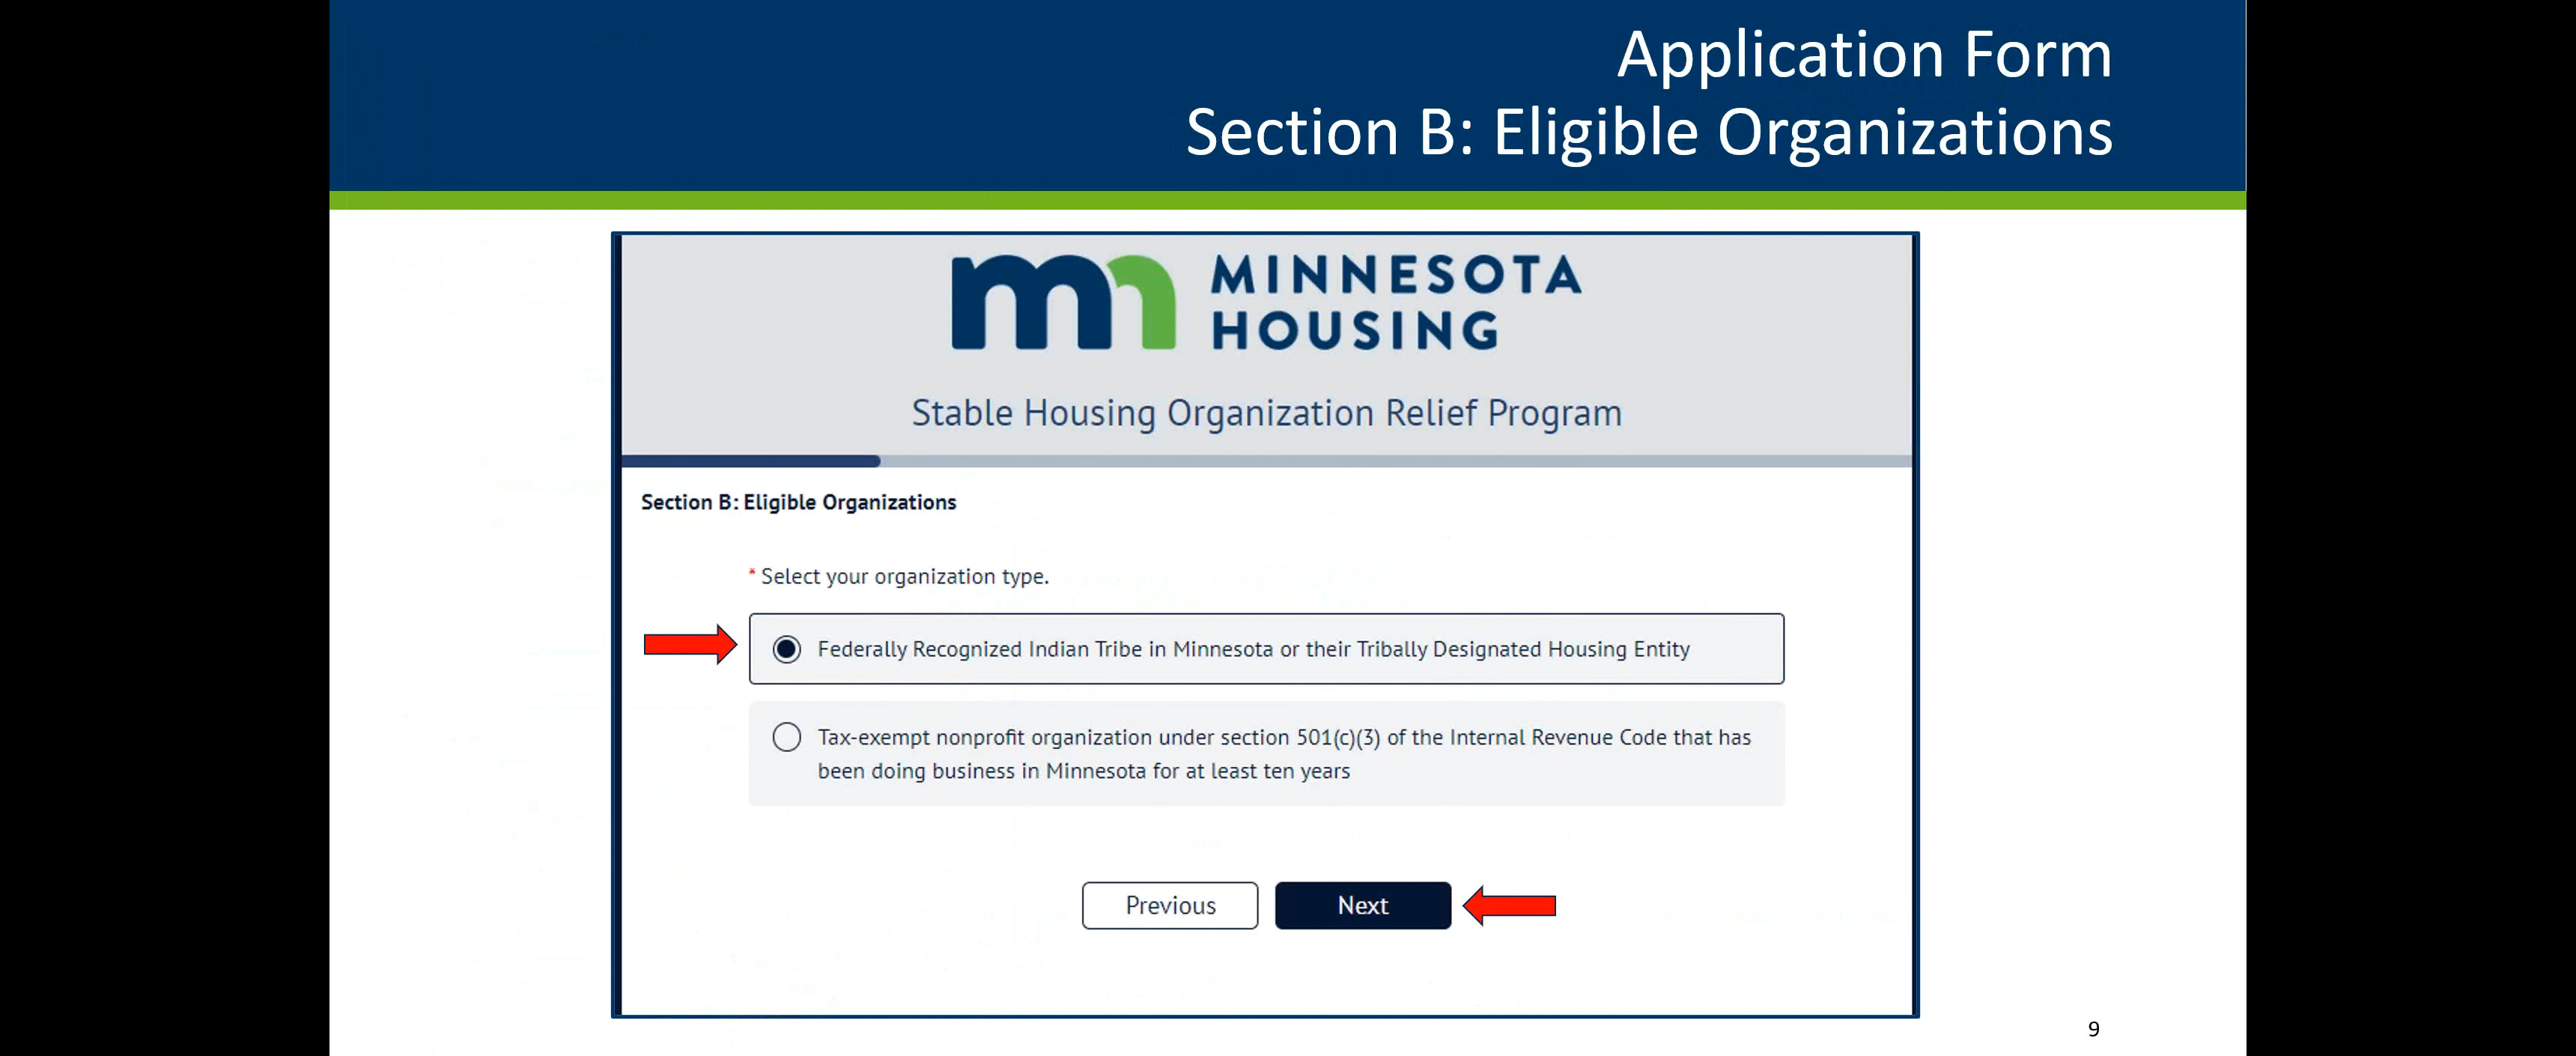 Application Form
Section B: Eligible Organizations
mn MINNESOTA
HOUSING
Stable Housing Organization Relief Program
Section B: Eligible Organizations
* Select your organization type.
Federally Recognized Indian Tribe in Minnesota or their Tribally Designated Housing Entity
Tax-exempt nonprofit organization under section 501(c)(3) of the Internal Revenue Code that has
been doing business in Minnesota for at least ten years
Previous Next
9